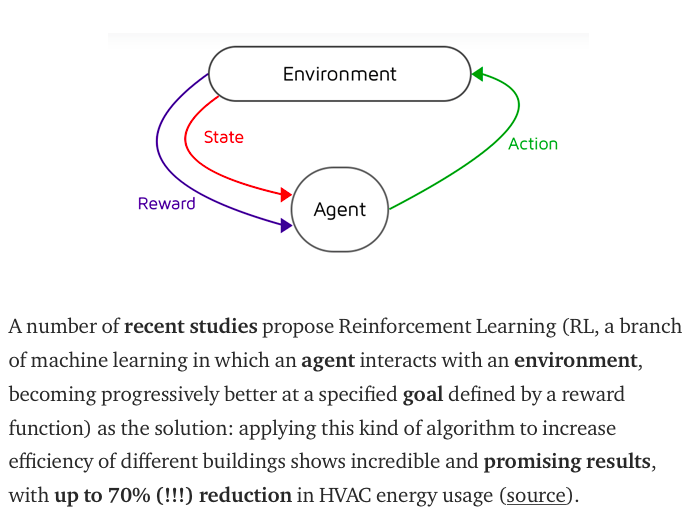 Environment
State
Action
Reward
Agent
A number of recent studies propose Reinforcement Learning (RL, a branch
of machine learning in which an agent interacts with an environment,
becoming progressively better at a specified goal defined by a reward
function) as the solution: applying this kind of algorithm to increase
efficiency of different buildings shows incredible and promising results,
with up to 70% (!!!) reduction in HVAC energy usage (source).